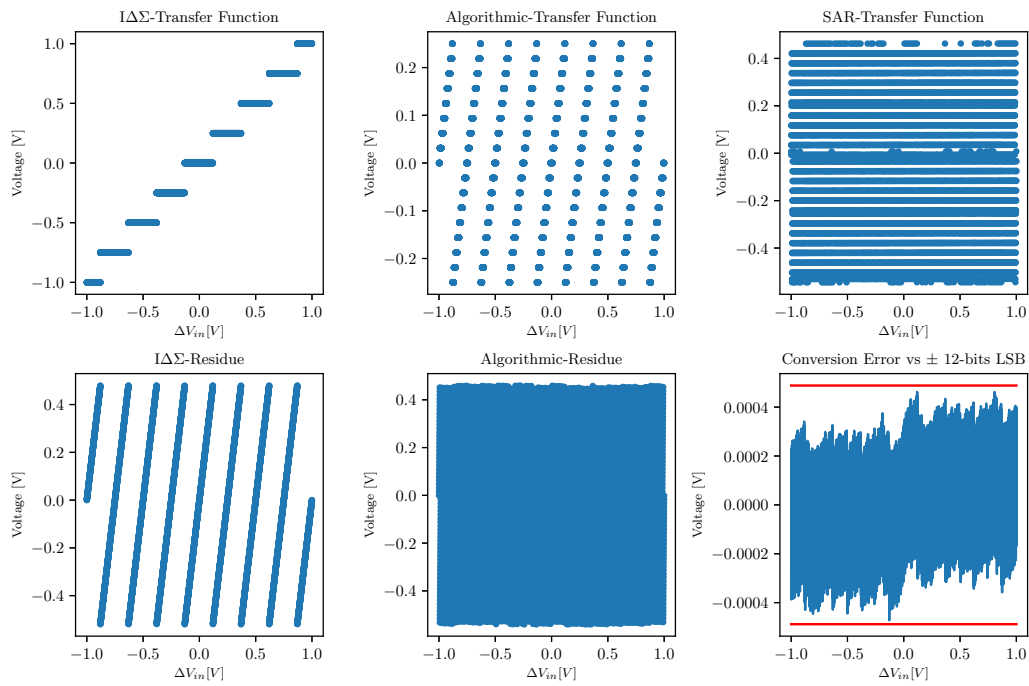 IΔΣ-Transfer Function
1.0
0.5
0.0
−0.5
−1.0
Voltage [V]
−1.0 −0.5 0.0 0.5 1.0
ΔV_in[V]
Algorithmic-Transfer Function
0.2
0.1
0.0
−0.1
−0.2
Voltage [V]
−1.0 −0.5 0.0 0.5 1.0
ΔV_in[V]
SAR-Transfer Function
0.4
0.2
0.0
−0.2
−0.4
Voltage [V]
−1.0 −0.5 0.0 0.5 1.0
ΔV_in[V]
IΔΣ-Residue
0.4
0.2
0.0
−0.2
−0.4
Voltage [V]
−1.0 −0.5 0.0 0.5 1.0
ΔV_in[V]
Algorithmic-Residue
0.4
0.2
0.0
−0.2
−0.4
Voltage [V]
−1.0 −0.5 0.0 0.5 1.0
ΔV_in[V]
Conversion Error vs ± 12-bits LSB
0.0004
0.0002
0.0000
−0.0002
−0.0004
Voltage [V]
−1.0 −0.5 0.0 0.5 1.0
ΔV_in[V]